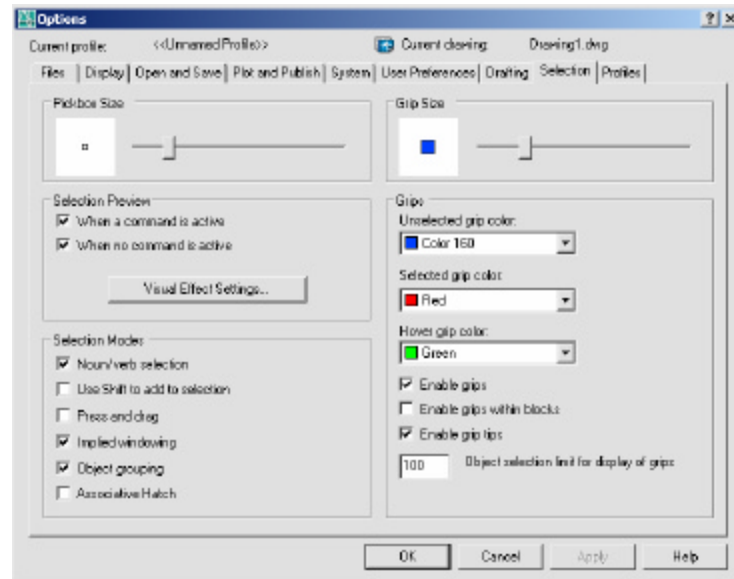 Options
Current profile: <<Unnamed Profile>> Current drawing: Drawing1.dwg
Files Display Open and Save Plot and Publish System User Preferences Drafting Selection Profiles
Pickbox Size
Grip Size
Selection Preview
When a command is active
When no command is active
Visual Effect Settings...
Selection Modes
Noun/verb selection
Use Shift to add to selection
Press and drag
Implied windowing
Object grouping
Associative Hatch
Grips
Unselected grip color:
Color 160
Selected grip color:
Red
Hover grip color:
Green
Enable grips
Enable grips within blocks
Enable grip tips
100 Object selection limit for display of grips
OK Cancel Apply Help